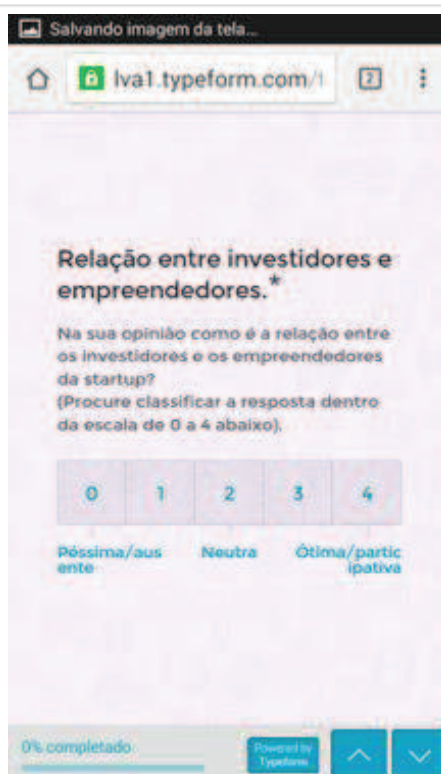 Salvando imagem da tela...
lva1.typeform.com/t
2
Relação entre investidores e
empreendedores.*
Na sua opinião como é a relação entre
os investidores e os empreendedores
da startup?
(Procure classificar a resposta dentro
da escala de 0 a 4 abaixo).
0 1 2 3 4
Péssima/aus Neutra Ótima/partic
ente ipativa
0% completado
Powered by
Typeform